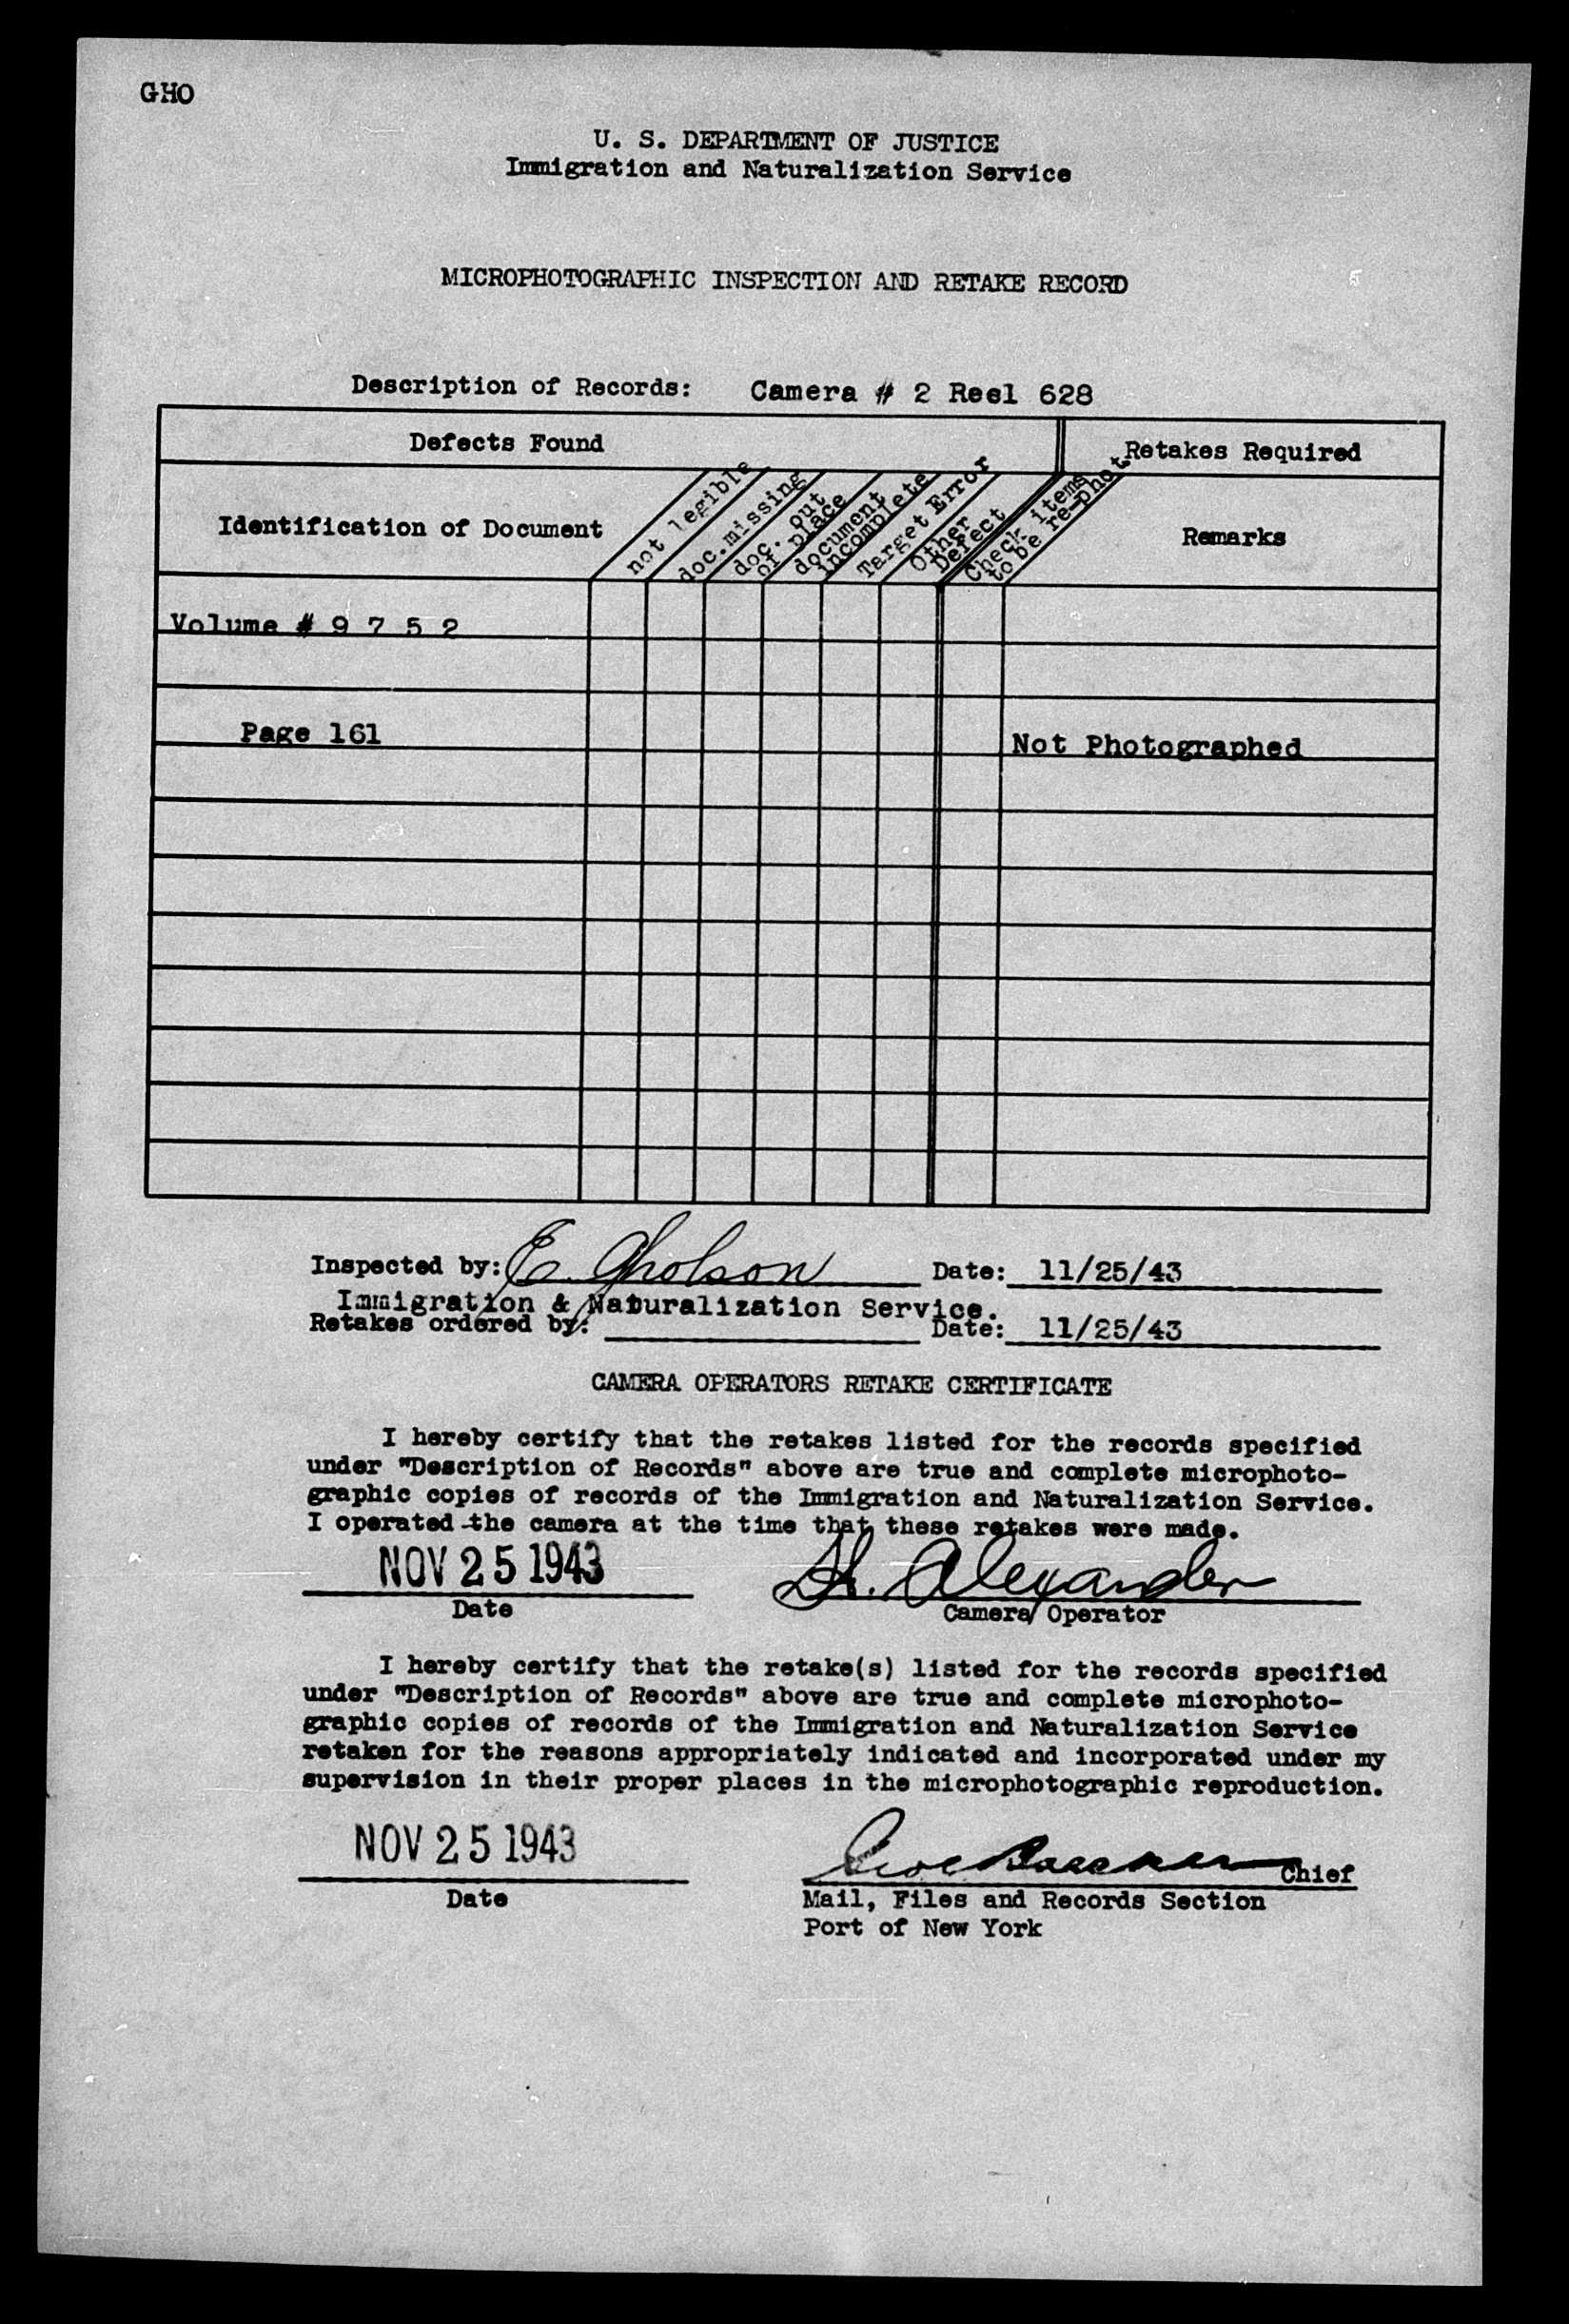 GHO
U. S. DEPARTMENT OF JUSTICE
Immigration and Naturalization Service
MICROPHOTOGRAPHIC INSPECTION AND RETAKE RECORD
Description of Records: Camera # 2 Reel 628
Defects Found
Retakes Required
Identification of Document
not legible
doc. missing
doc. out
of place
document
incomplete
Target Error
Other
Defect
Check items
to be re-phot
Remarks
Volume # 9 7 5 2
Page 161
Not Photographed
Inspected by: E. Gholson Date: 11/25/43
Immigration & Naturalization Service.
Retakes ordered by: Date: 11/25/43
CAMERA OPERATORS RETAKE CERTIFICATE
I hereby certify that the retakes listed for the records specified
under "Description of Records" above are true and complete microphoto-
graphic copies of records of the Immigration and Naturalization Service.
I operated the camera at the time that these retakes were made.
NOV 25 1943 Alexander
Date Camera Operator
I hereby certify that the retake(s) listed for the records specified
under "Description of Records" above are true and complete microphoto-
graphic copies of records of the Immigration and Naturalization Service
retaken for the reasons appropriately indicated and incorporated under my
supervision in their proper places in the microphotographic reproduction.
NOV 25 1943
Chief
Date
Mail, Files and Records Section
Port of New York